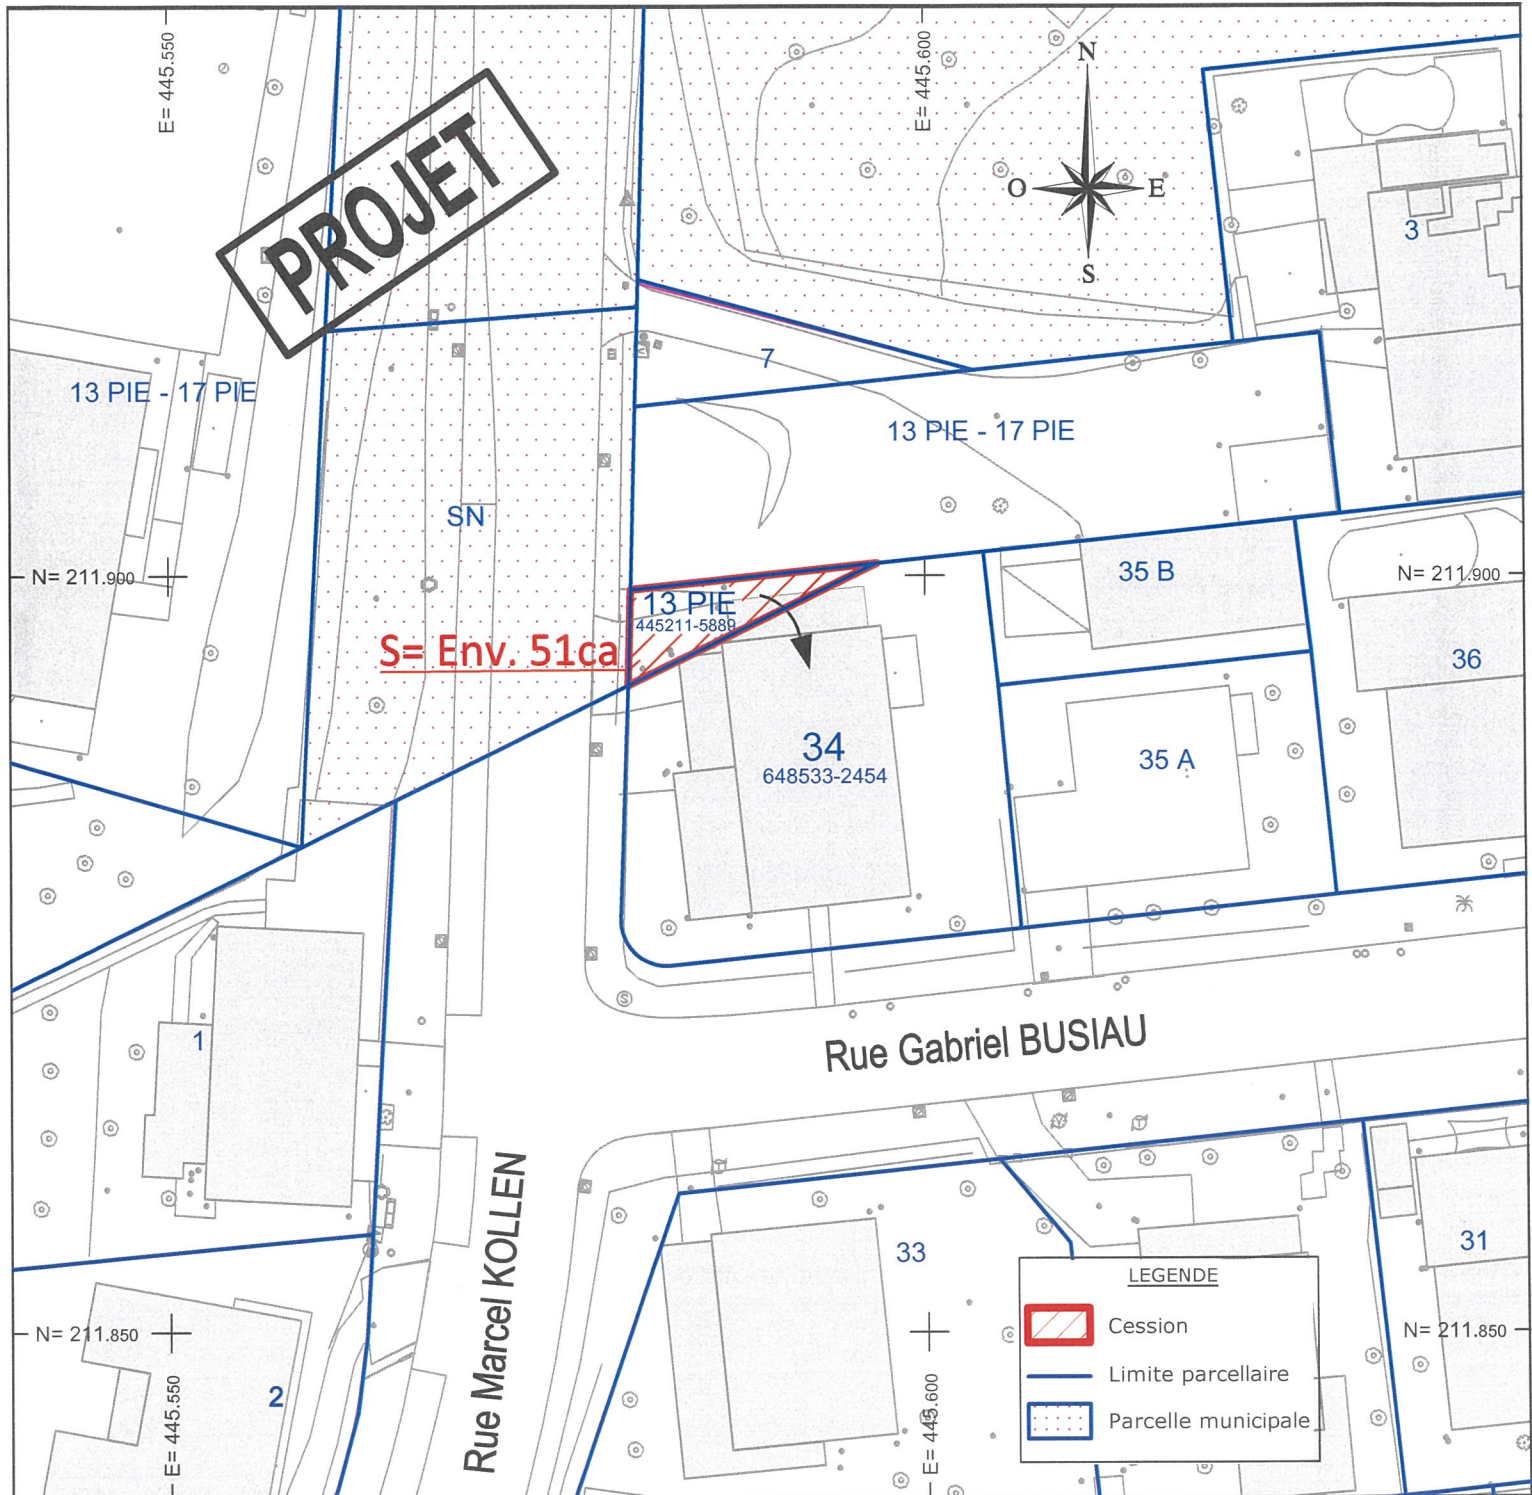 E= 445.550
E= 445.600
N
O
E
S
PROJET
3
7
13 PIE - 17 PIE
13 PIE - 17 PIE
SN
N= 211.900
N= 211.900
35 B
13 PIE
445211-5889
S= Env. 51ca
36
34
648533-2454
35 A
1
Rue Gabriel BUSIAU
Rue Marcel KOLLEN
33
31
LEGENDE
Cession
Limite parcellaire
Parcelle municipale
N= 211.850
N= 211.850
2
E= 445.550
E= 445.600